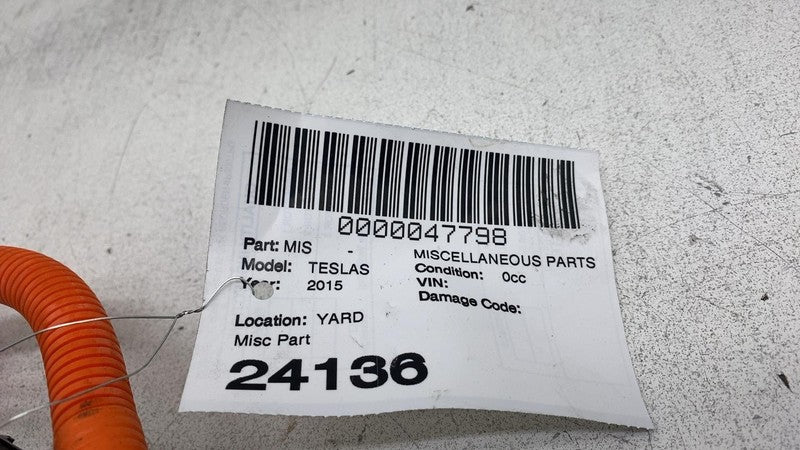 0000047798
Part: MIS - MISCELLANEOUS PARTS
Model: TESLAS Condition: 0cc
Year: 2015 VIN:
Damage Code:
Location: YARD
Misc Part
24136